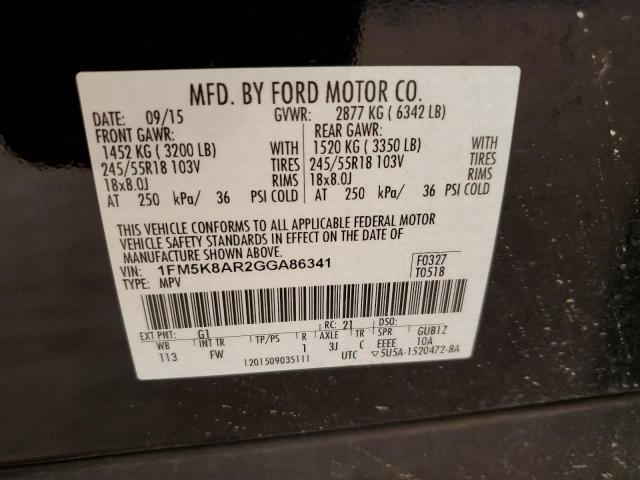 MFD. BY FORD MOTOR CO.
DATE: 09/15 GVWR: 2877 KG ( 6342 LB)
FRONT GAWR: REAR GAWR:
1452 KG ( 3200 LB) WITH 1520 KG ( 3350 LB) WITH
245/55R18 103V TIRES 245/55R18 103V TIRES
18x8.0J RIMS 18x8.0J RIMS
AT 250 kPa/ 36 PSI COLD AT 250 kPa/ 36 PSI COLD
THIS VEHICLE CONFORMS TO ALL APPLICABLE FEDERAL MOTOR
VEHICLE SAFETY STANDARDS IN EFFECT ON THE DATE OF
MANUFACTURE SHOWN ABOVE.
VIN: 1FM5K8AR2GGA86341 F0327
TYPE: MPV T0518
EXT PNT: G1 RC: 21 DSO:
WB INT TR TP/PS R AXLE TR SPR GUB1Z
113 FW 1 3J C EEEE 10A
1201509035111 UTC ▽5U5A-1520472-BA